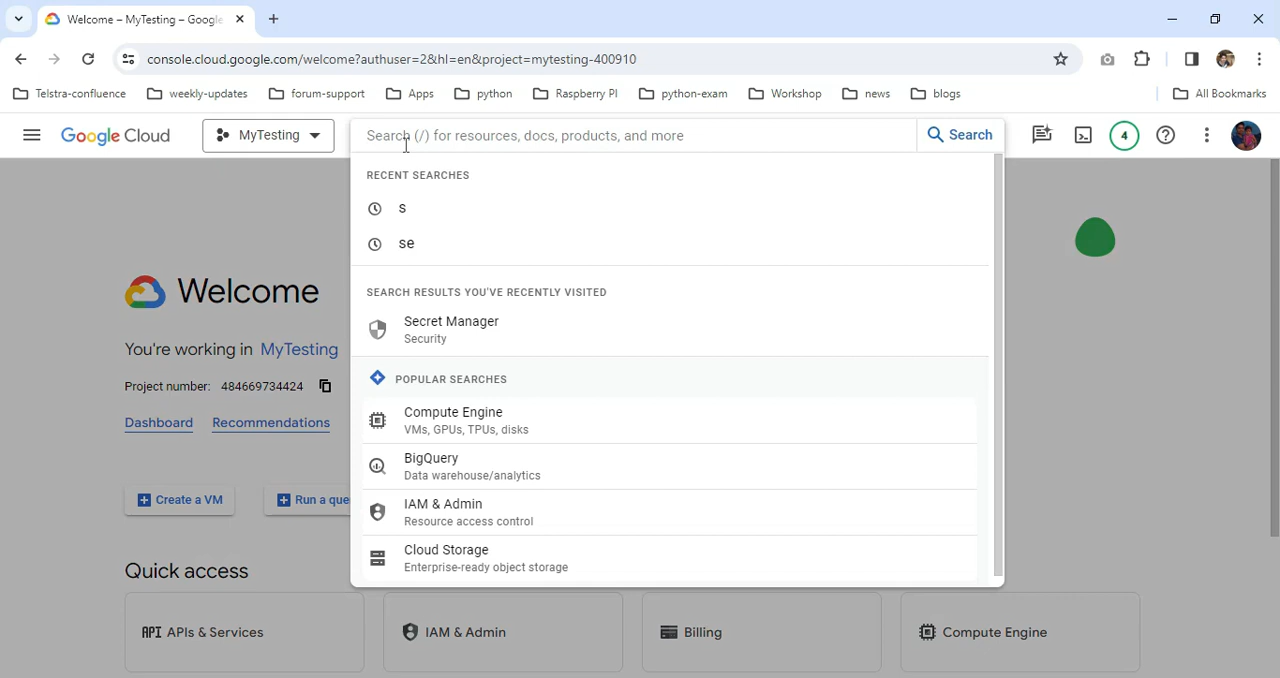 Welcome – MyTesting – Google
console.cloud.google.com/welcome?authuser=2&hl=en&project=mytesting-400910
Telstra-confluence weekly-updates forum-support Apps python Raspberry PI python-exam Workshop news blogs All Bookmarks
Google Cloud MyTesting Search (/) for resources, docs, products, and more Search 4
RECENT SEARCHES
s
se
SEARCH RESULTS YOU'VE RECENTLY VISITED
Secret Manager
Security
POPULAR SEARCHES
Compute Engine
VMs, GPUs, TPUs, disks
BigQuery
Data warehouse/analytics
IAM & Admin
Resource access control
Cloud Storage
Enterprise-ready object storage
Welcome
You're working in MyTesting
Project number: 484669734424
Dashboard Recommendations
Create a VM Run a que
Quick access
API APIs & Services IAM & Admin Billing Compute Engine